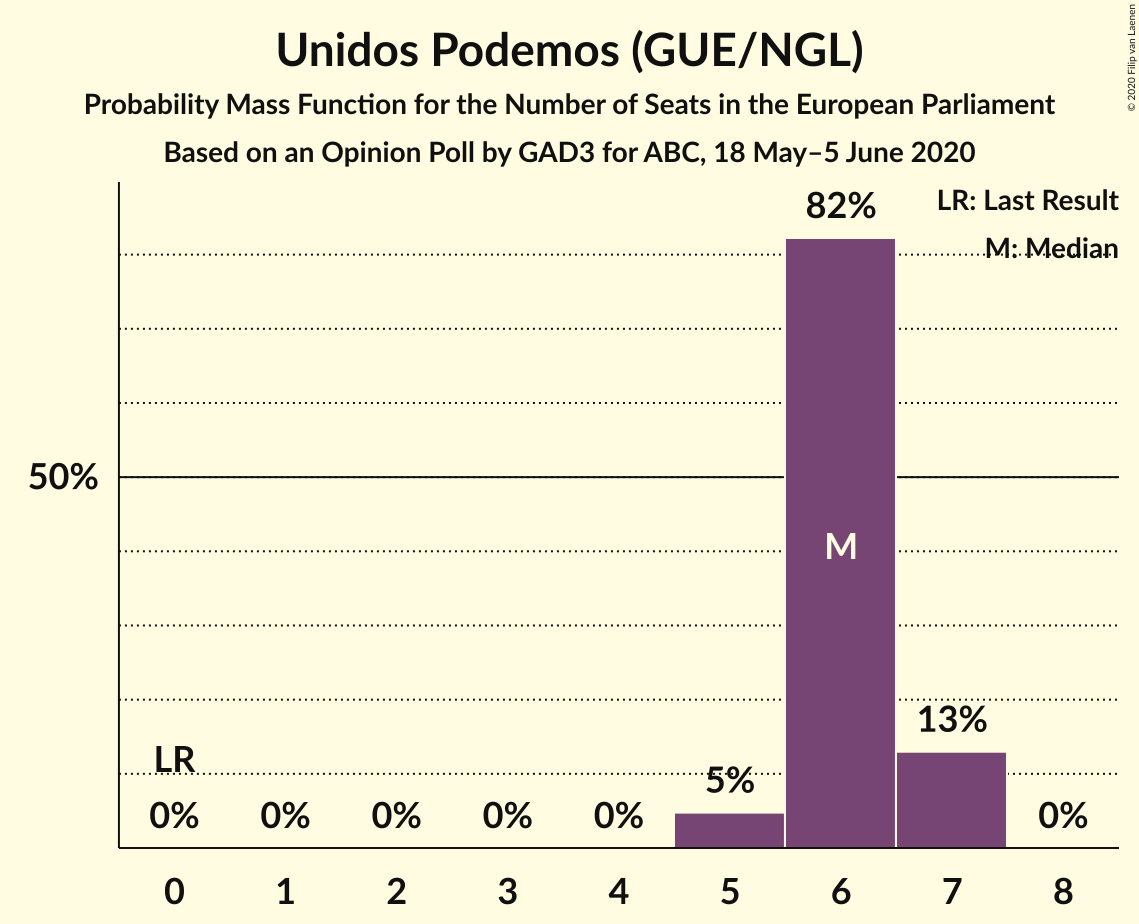 Unidos Podemos (GUE/NGL)
Probability Mass Function for the Number of Seats in the European Parliament
Based on an Opinion Poll by GAD3 for ABC, 18 May–5 June 2020
© 2020 Filip van Laenen
LR: Last Result
M: Median
82%
50%
M
13%
LR
5%
0% 0% 0% 0% 0% 0%
0 1 2 3 4 5 6 7 8